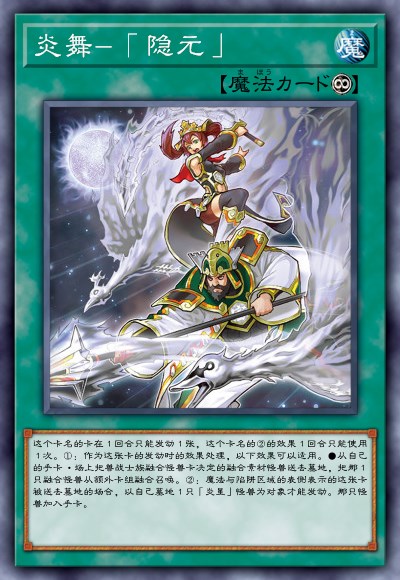 炎舞-「隐元」
魔
【魔法カード】
まほう
这个卡名的卡在1回合只能发动1张,这个卡名的②的效果1回合只能使用
1次。①:作为这张卡的发动时的效果处理,以下效果可以适用。●从自己
的手卡·场上把兽战士族融合怪兽卡决定的融合素材怪兽送去墓地,把那1
只融合怪兽从额外卡组融合召唤。②:魔法与陷阱区域的表侧表示的这张卡
被送去墓地的场合,以自己墓地1只「炎星」怪兽为对象才能发动。那只怪
兽加入手卡。